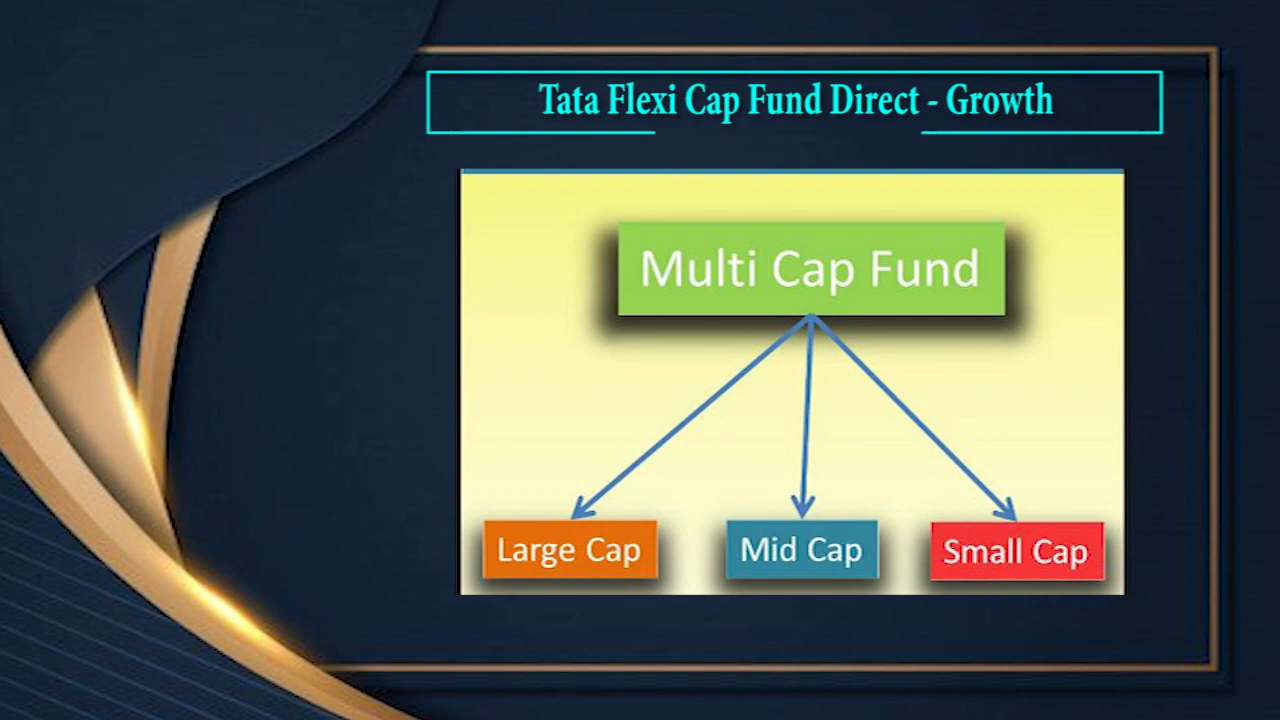 Tata Flexi Cap Fund Direct - Growth
Multi Cap Fund
Large Cap
Mid Cap
Small Cap